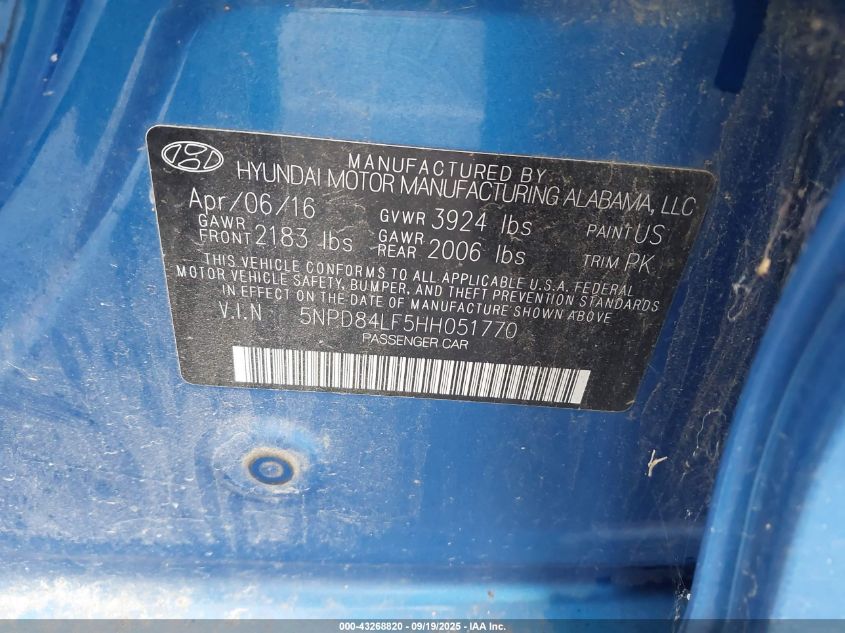 MANUFACTURED BY
HYUNDAI MOTOR MANUFACTURING ALABAMA, LLC
Apr/06/16 GVWR 3924 lbs PAINT US
GAWR FRONT 2183 lbs GAWR REAR 2006 lbs TRIM PK
THIS VEHICLE CONFORMS TO ALL APPLICABLE U.S.A. FEDERAL
MOTOR VEHICLE SAFETY, BUMPER, AND THEFT PREVENTION STANDARDS
IN EFFECT ON THE DATE OF MANUFACTURE SHOWN ABOVE
V.I.N 5NPD84LF5HH051770
PASSENGER CAR
000-43268820 - 09/19/2025 - IAA Inc.